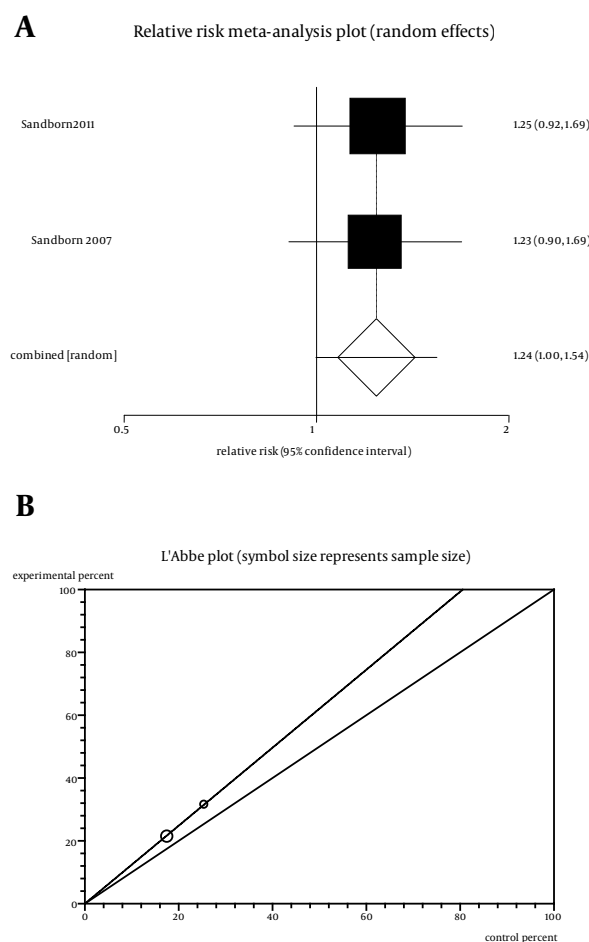 A
Relative risk meta-analysis plot (random effects)
Sandborn2011
1.25 (0.92, 1.69)
Sandborn 2007
1.23 (0.90, 1.69)
combined [random]
1.24 (1.00, 1.54)
0.5
1
2
relative risk (95% confidence interval)
B
L'Abbe plot (symbol size represents sample size)
experimental percent
100
80
60
40
20
0
0 20 40 60 80 100
control percent